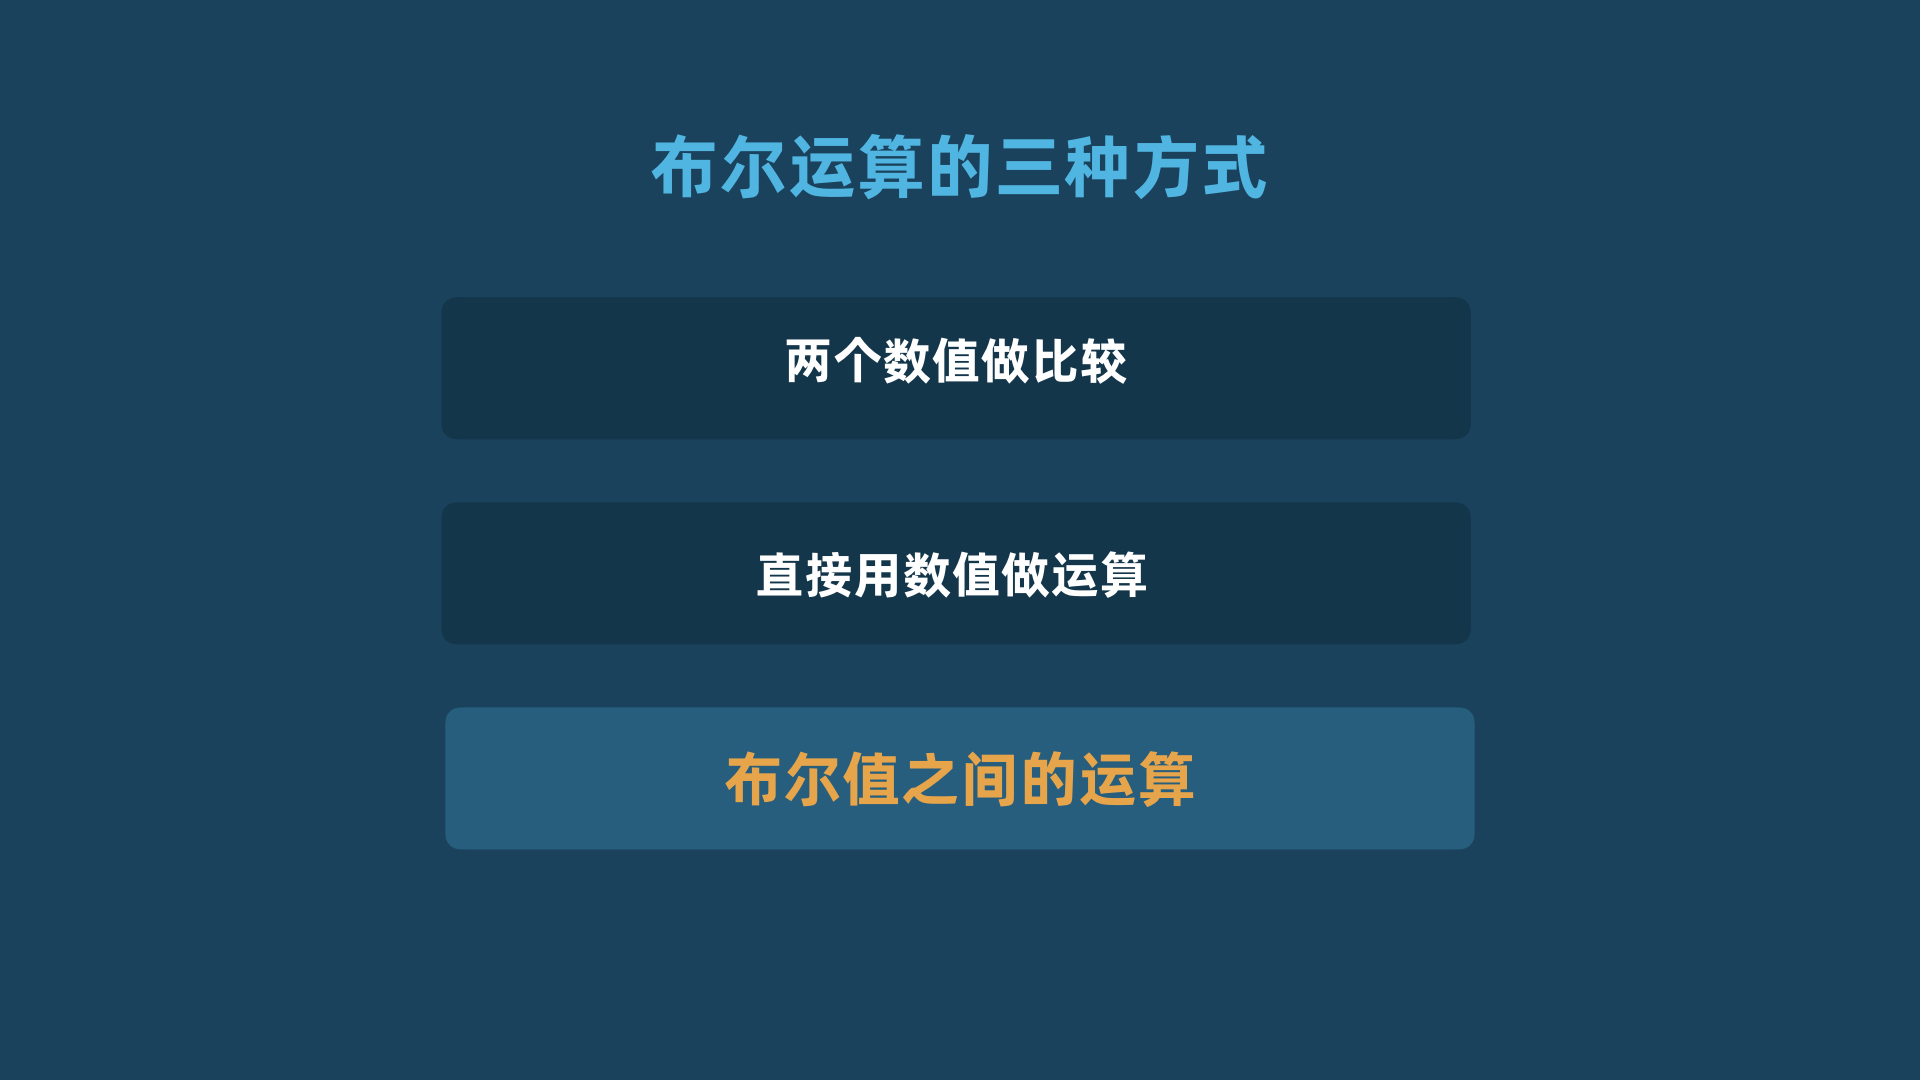 布尔运算的三种方式
两个数值做比较
直接用数值做运算
布尔值之间的运算